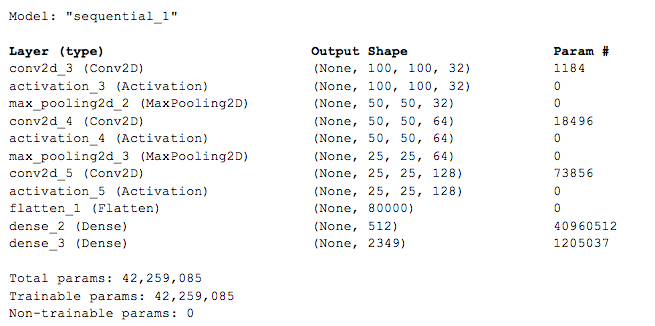 Model: "sequential_1"
Layer (type) Output Shape Param #
conv2d_3 (Conv2D) (None, 100, 100, 32) 1184
activation_3 (Activation) (None, 100, 100, 32) 0
max_pooling2d_2 (MaxPooling2D) (None, 50, 50, 32) 0
conv2d_4 (Conv2D) (None, 50, 50, 64) 18496
activation_4 (Activation) (None, 50, 50, 64) 0
max_pooling2d_3 (MaxPooling2D) (None, 25, 25, 64) 0
conv2d_5 (Conv2D) (None, 25, 25, 128) 73856
activation_5 (Activation) (None, 25, 25, 128) 0
flatten_1 (Flatten) (None, 80000) 0
dense_2 (Dense) (None, 512) 40960512
dense_3 (Dense) (None, 2349) 1205037
Total params: 42,259,085
Trainable params: 42,259,085
Non-trainable params: 0